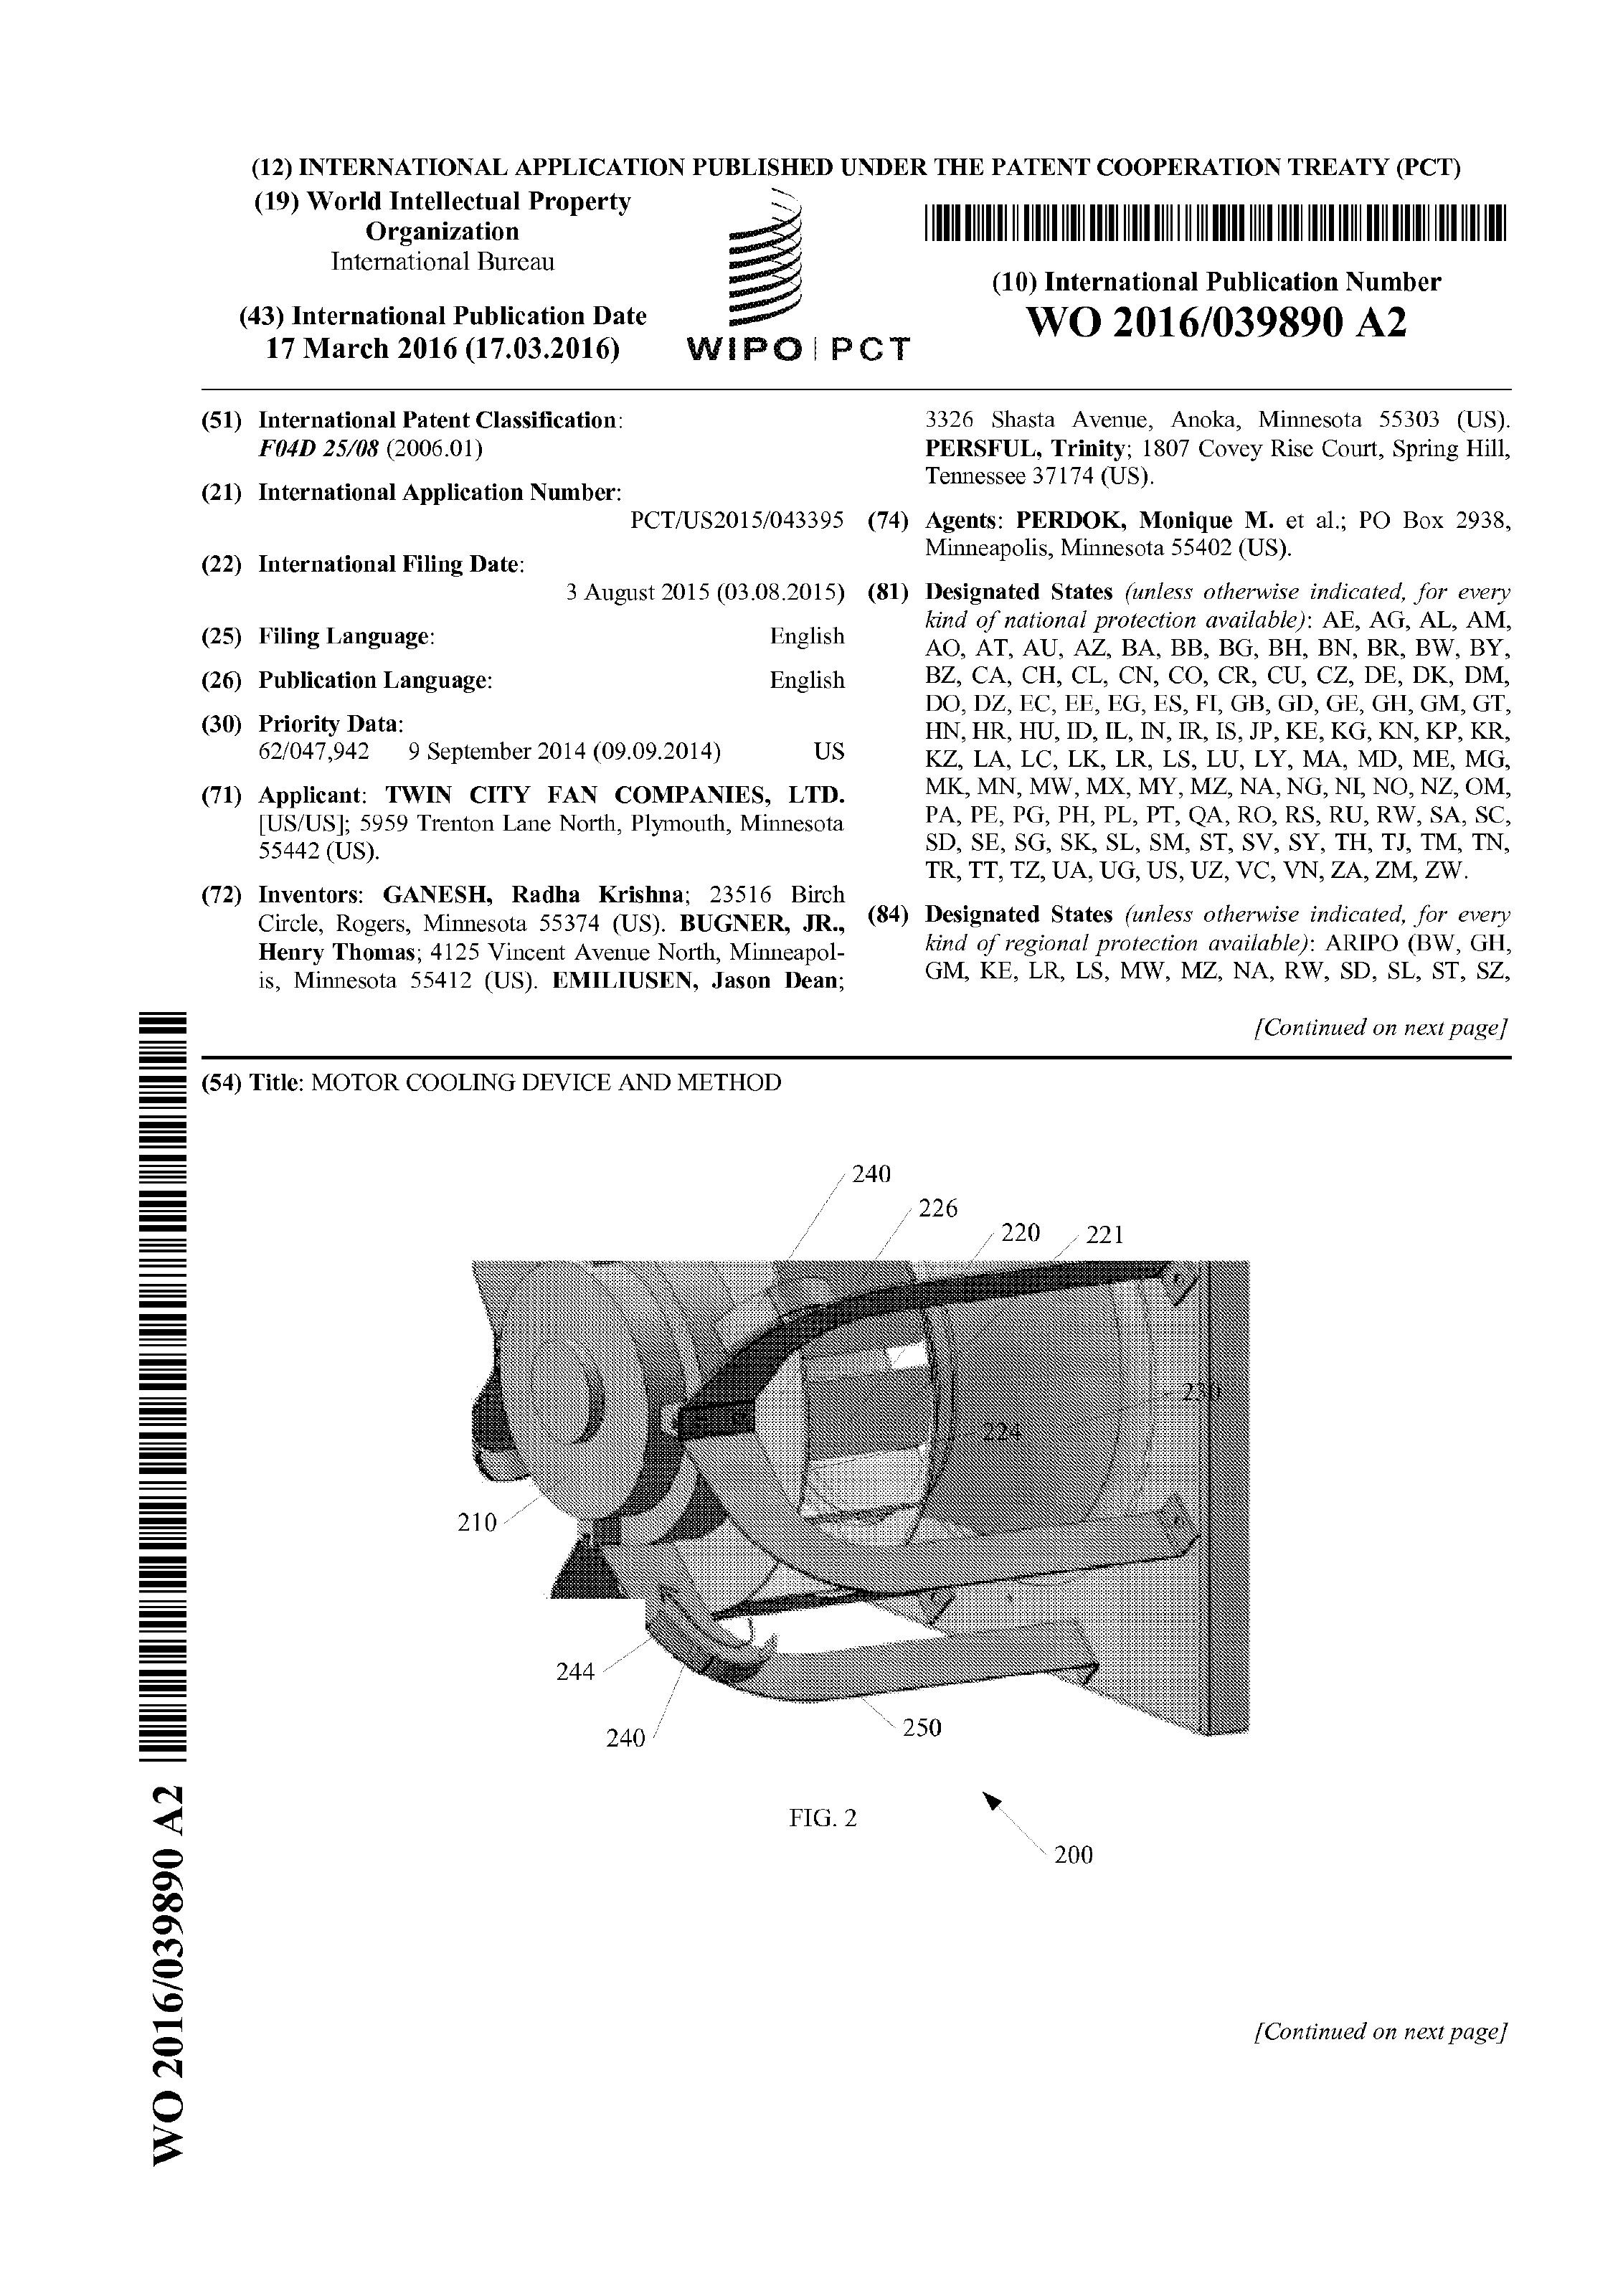 (12) INTERNATIONAL APPLICATION PUBLISHED UNDER THE PATENT COOPERATION TREATY (PCT)
(19) World Intellectual Property
Organization
International Bureau
(43) International Publication Date
17 March 2016 (17.03.2016)
WIPO | PCT
(10) International Publication Number
WO 2016/039890 A2
(51) International Patent Classification:
F04D 25/08 (2006.01)
(21) International Application Number:
PCT/US2015/043395
(22) International Filing Date:
3 August 2015 (03.08.2015)
(25) Filing Language: English
(26) Publication Language: English
(30) Priority Data:
62/047,942 9 September 2014 (09.09.2014) US
(71) Applicant: TWIN CITY FAN COMPANIES, LTD.
[US/US]; 5959 Trenton Lane North, Plymouth, Minnesota
55442 (US).
(72) Inventors: GANESH, Radha Krishna; 23516 Birch
Circle, Rogers, Minnesota 55374 (US). BUGNER, JR.,
Henry Thomas; 4125 Vincent Avenue North, Minneapol-
is, Minnesota 55412 (US). EMILIUSEN, Jason Dean;
3326 Shasta Avenue, Anoka, Minnesota 55303 (US).
PERSFUL, Trinity; 1807 Covey Rise Court, Spring Hill,
Tennessee 37174 (US).
(74) Agents: PERDOK, Monique M. et al.; PO Box 2938,
Minneapolis, Minnesota 55402 (US).
(81) Designated States (unless otherwise indicated, for every
kind of national protection available): AE, AG, AL, AM,
AO, AT, AU, AZ, BA, BB, BG, BH, BN, BR, BW, BY,
BZ, CA, CH, CL, CN, CO, CR, CU, CZ, DE, DK, DM,
DO, DZ, EC, EE, EG, ES, FI, GB, GD, GE, GH, GM, GT,
HN, HR, HU, ID, IL, IN, IR, IS, JP, KE, KG, KN, KP, KR,
KZ, LA, LC, LK, LR, LS, LU, LY, MA, MD, ME, MG,
MK, MN, MW, MX, MY, MZ, NA, NG, NI, NO, NZ, OM,
PA, PE, PG, PH, PL, PT, QA, RO, RS, RU, RW, SA, SC,
SD, SE, SG, SK, SL, SM, ST, SV, SY, TH, TJ, TM, TN,
TR, TT, TZ, UA, UG, US, UZ, VC, VN, ZA, ZM, ZW.
(84) Designated States (unless otherwise indicated, for every
kind of regional protection available): ARIPO (BW, GH,
GM, KE, LR, LS, MW, MZ, NA, RW, SD, SL, ST, SZ,
[Continued on next page]
(54) Title: MOTOR COOLING DEVICE AND METHOD
240
226
220
221
230
224
210
244
240
250
FIG. 2
200
[Continued on next page]
WO 2016/039890 A2